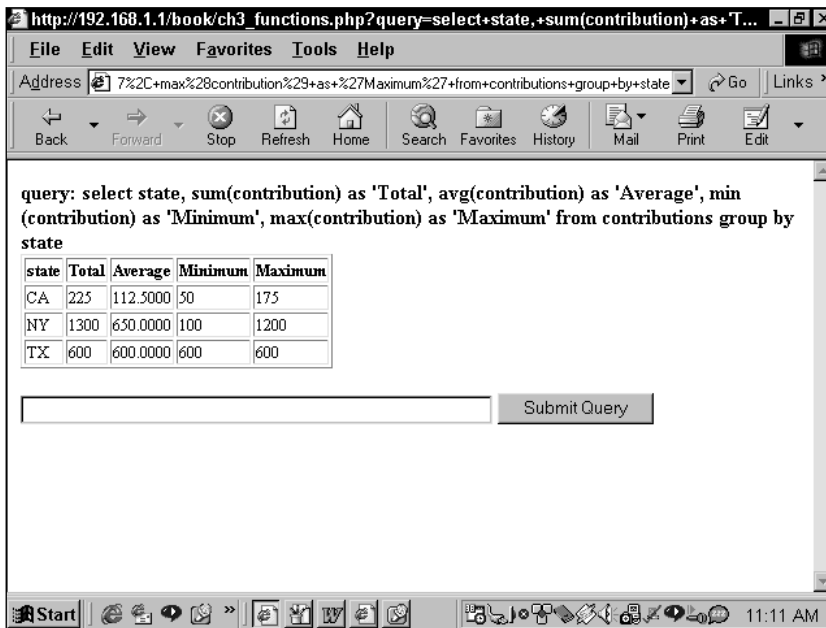 http://192.168.1.1/book/ch3_functions.php?query=select+state,+sum(contribution)+as+'T...
File Edit View Favorites Tools Help
Address 7%2C+max%28contribution%29+as+%27Maximum%27+from+contributions+group+by+state Go Links
Back Forward Stop Refresh Home Search Favorites History Mail Print Edit
query: select state, sum(contribution) as 'Total', avg(contribution) as 'Average', min
(contribution) as 'Minimum', max(contribution) as 'Maximum' from contributions group by
state
state Total Average Minimum Maximum
CA 225 112.5000 50 175
NY 1300 650.0000 100 1200
TX 600 600.0000 600 600
Submit Query
Start 11:11 AM